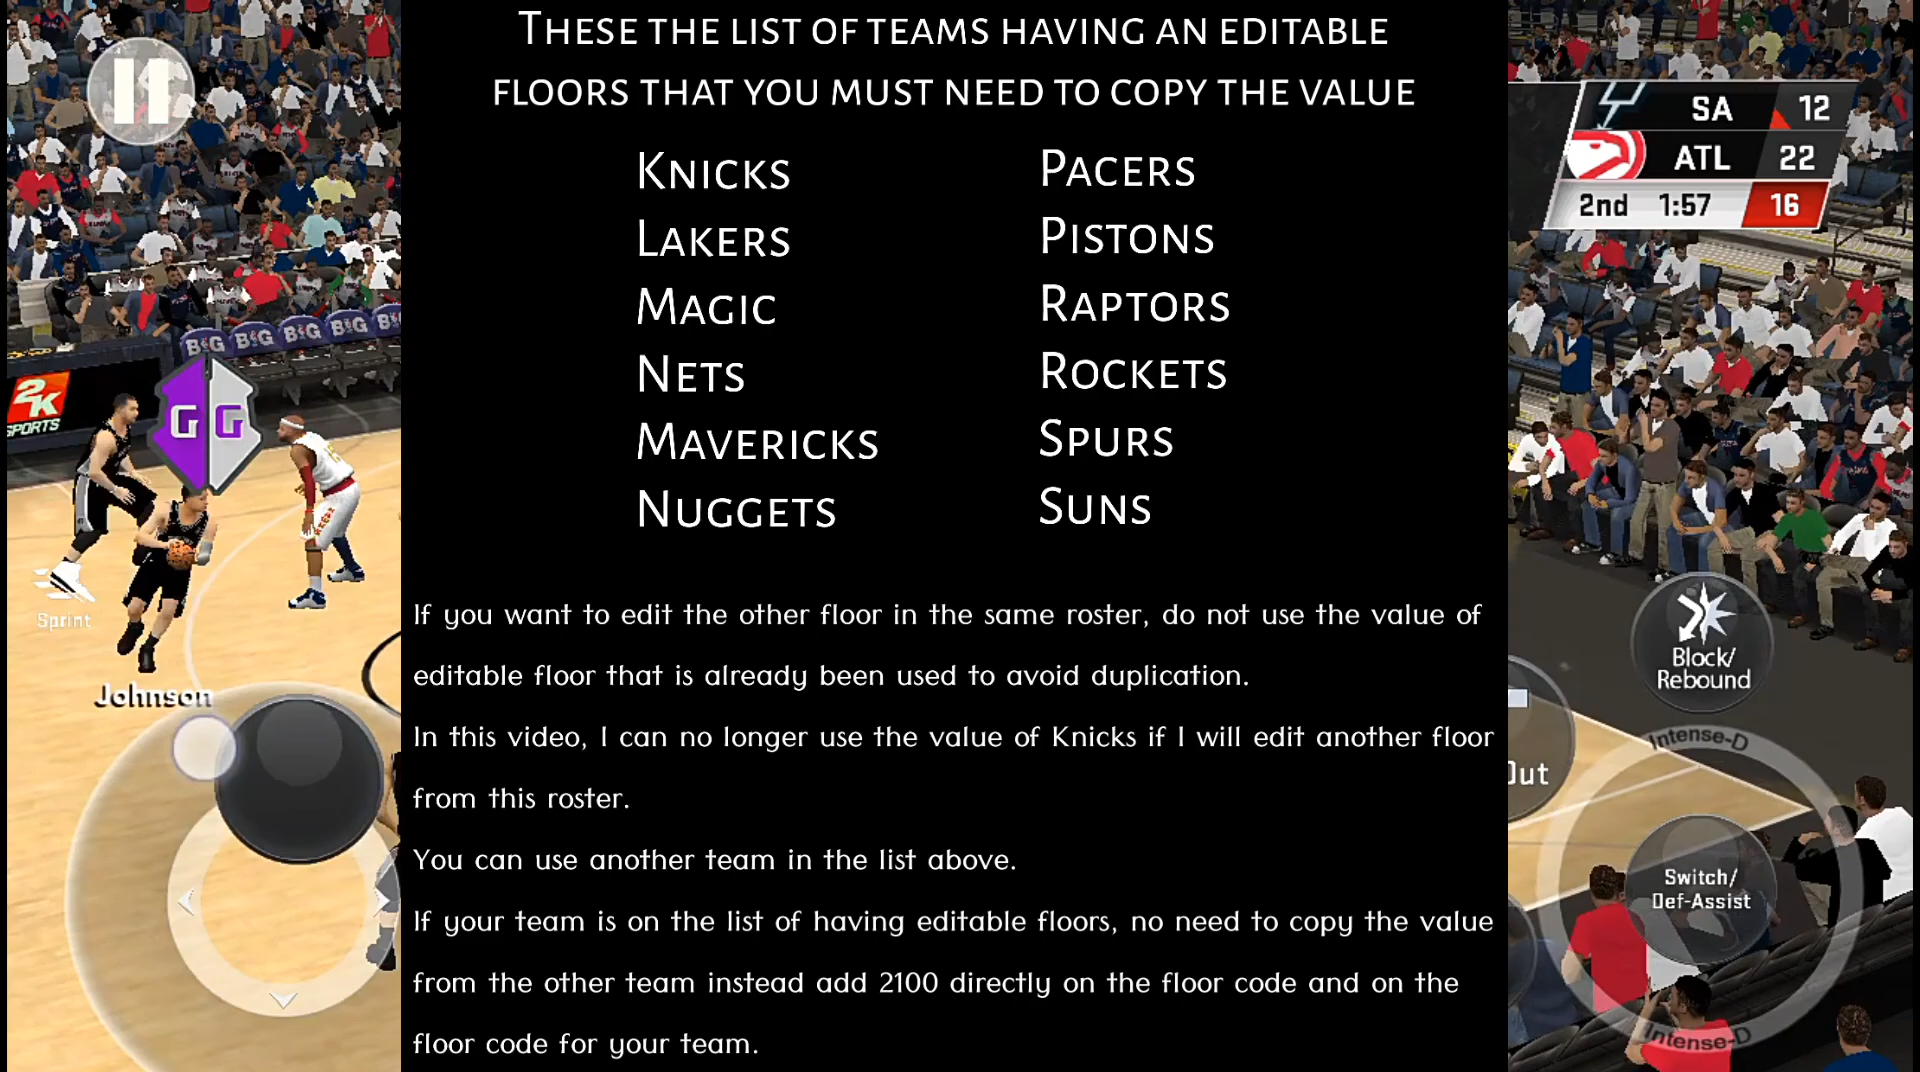 THESE THE LIST OF TEAMS HAVING AN EDITABLE
FLOORS THAT YOU MUST NEED TO COPY THE VALUE
KNICKS
LAKERS
MAGIC
NETS
MAVERICKS
NUGGETS
PACERS
PISTONS
RAPTORS
ROCKETS
SPURS
SUNS
If you want to edit the other floor in the same roster, do not use the value of
editable floor that is already been used to avoid duplication.
In this video, I can no longer use the value of Knicks if I will edit another floor
from this roster.
You can use another team in the list above.
If your team is on the list of having editable floors, no need to copy the value
from the other team instead add 2100 directly on the floor code and on the
floor code for your team.
SA 12
ATL 22
2nd 1:57 16
BIG BIG BIG BIG
2K
SPORTS
GG
Sprint
Johnson
Block/
Rebound
Intense-D
Out
Switch/
Def-Assist
Intense-D